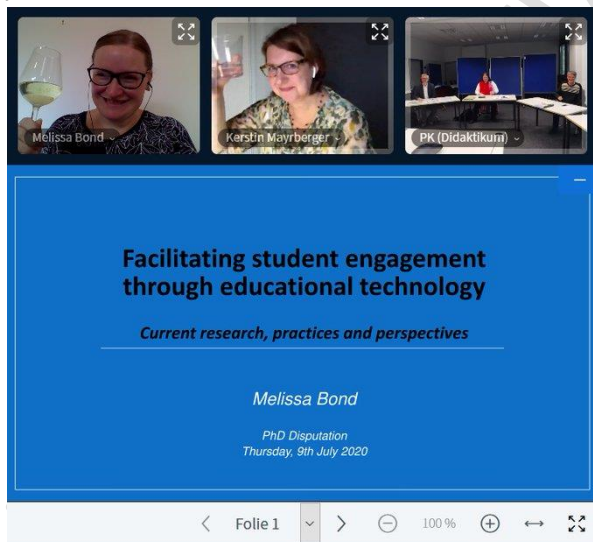 Melissa Bond
Kerstin Mayrberger
PK (Didaktikum)
Facilitating student engagement
through educational technology
Current research, practices and perspectives
Melissa Bond
PhD Disputation
Thursday, 9th July 2020
Folie 1
100 %